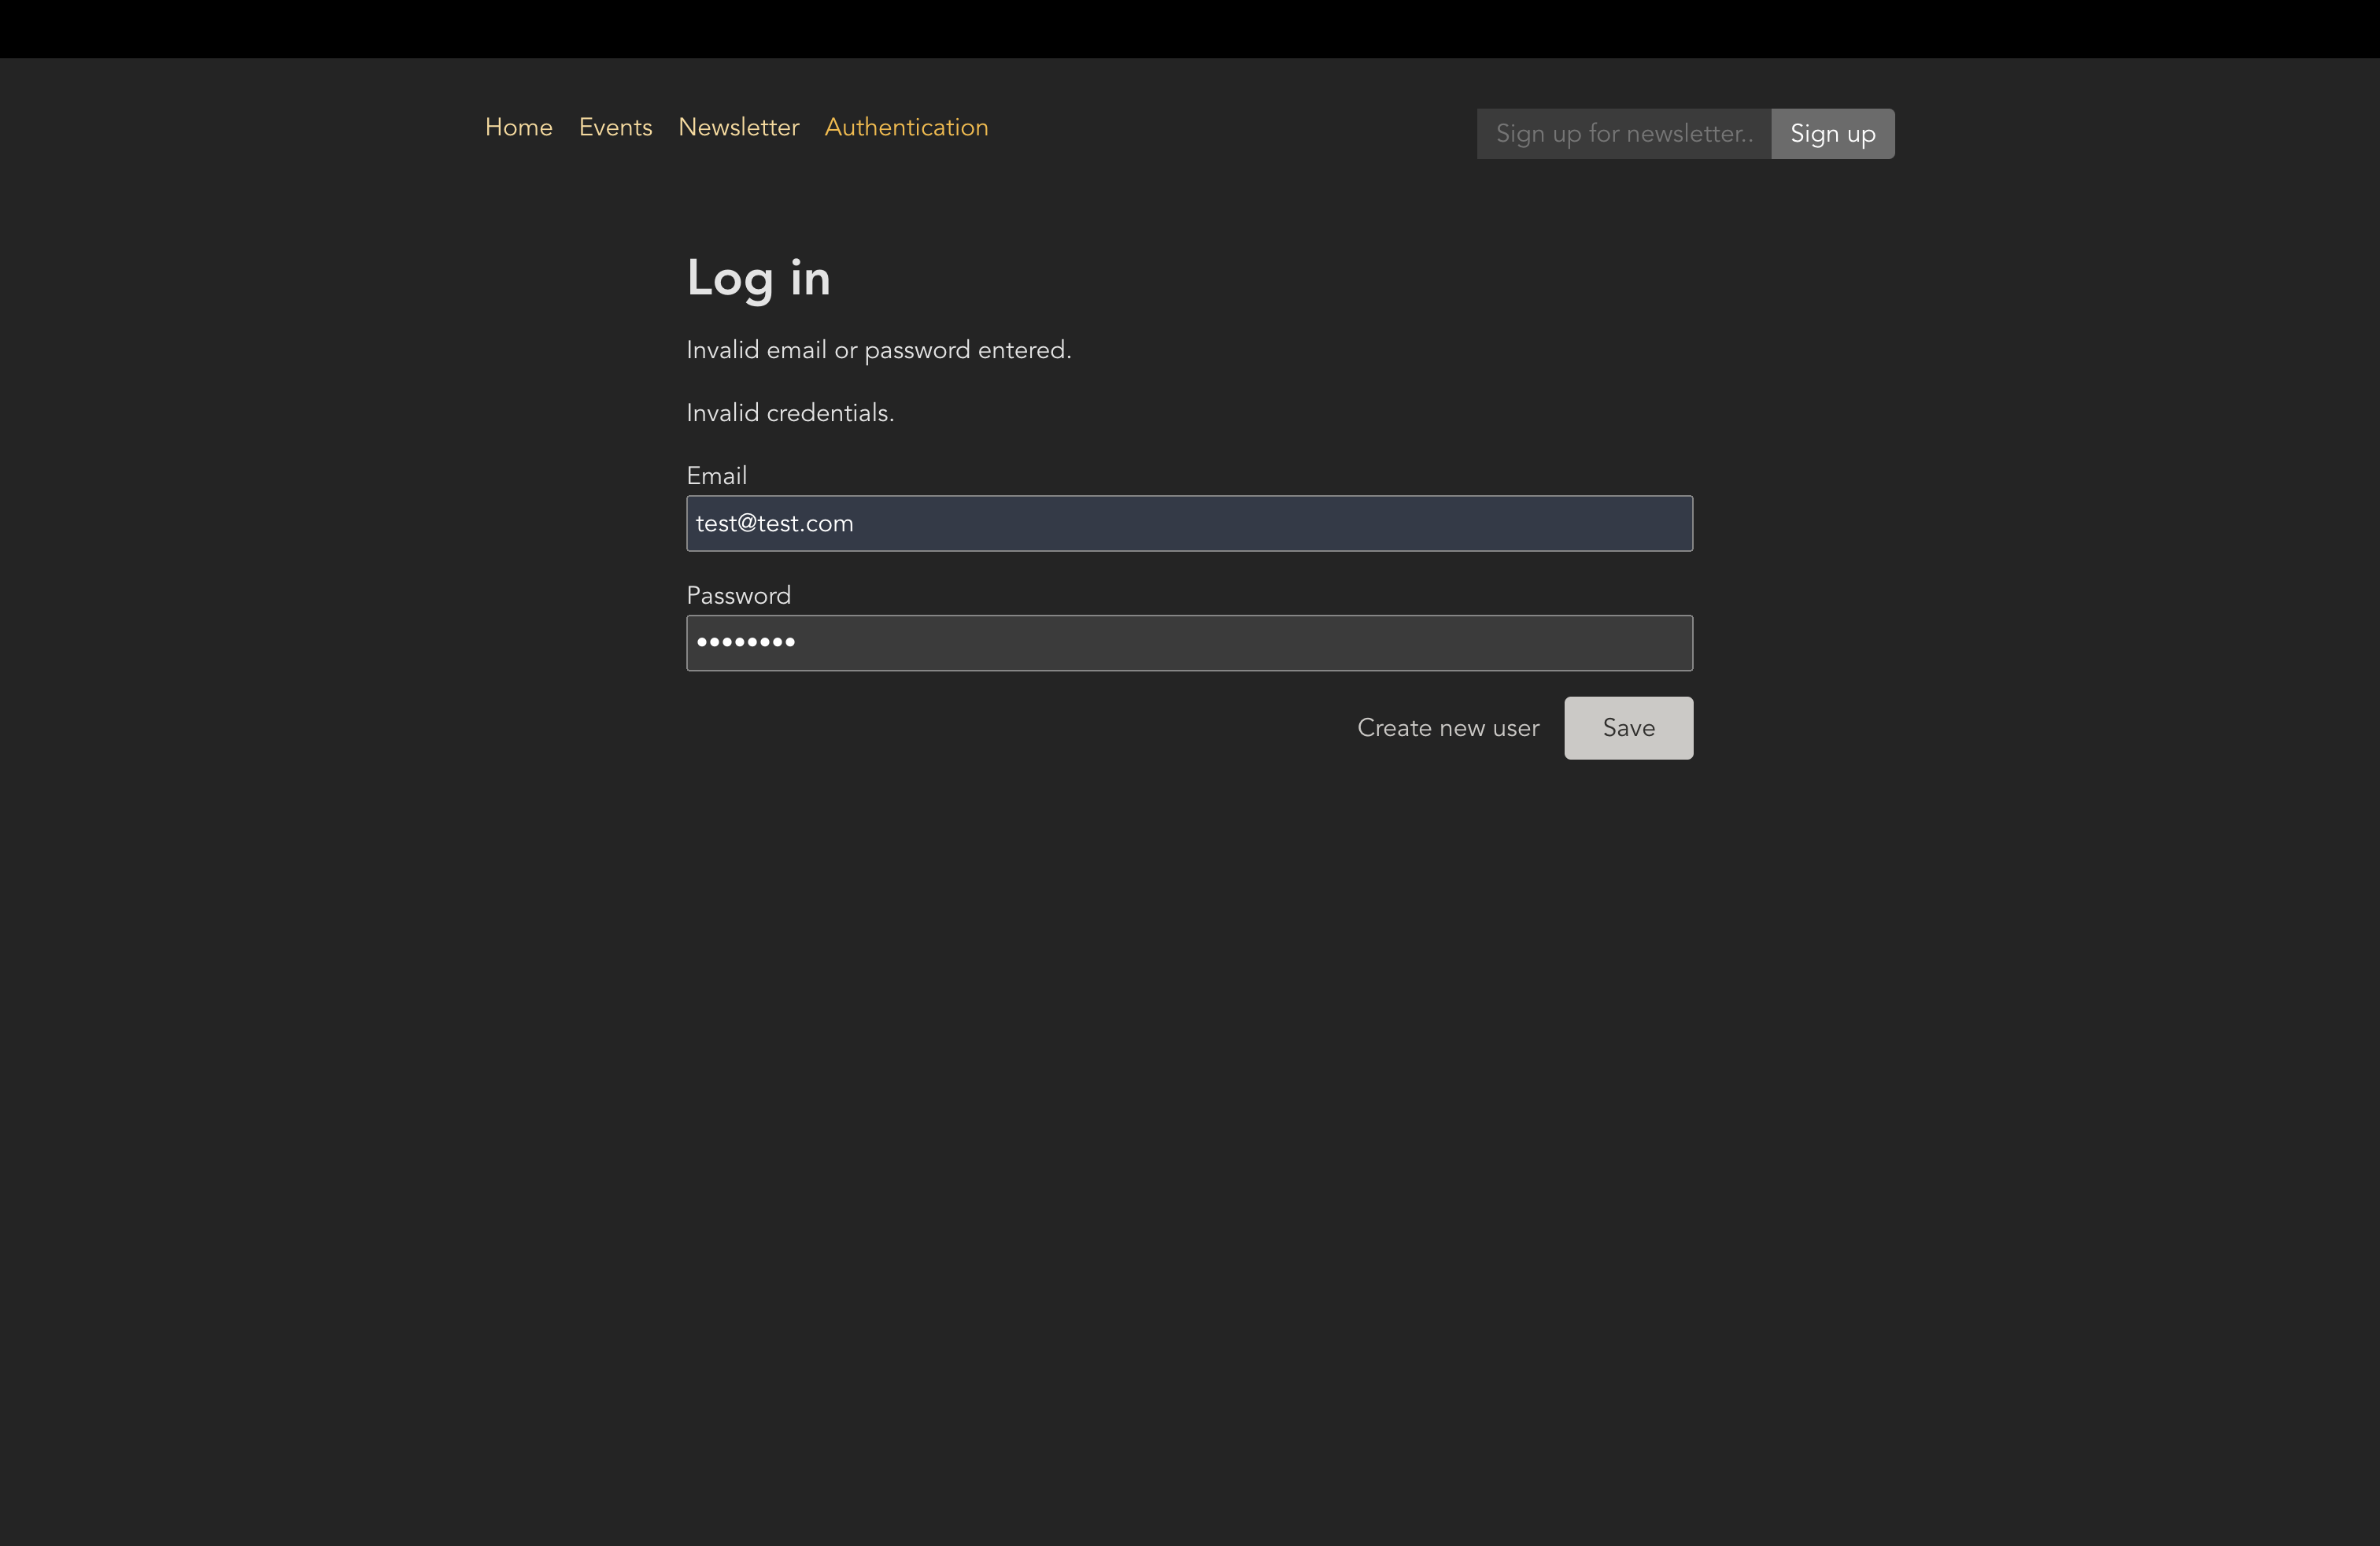 Home Events Newsletter Authentication
Sign up for newsletter.. Sign up
Log in
Invalid email or password entered.
Invalid credentials.
Email
test@test.com
Password
••••••••
Create new user Save